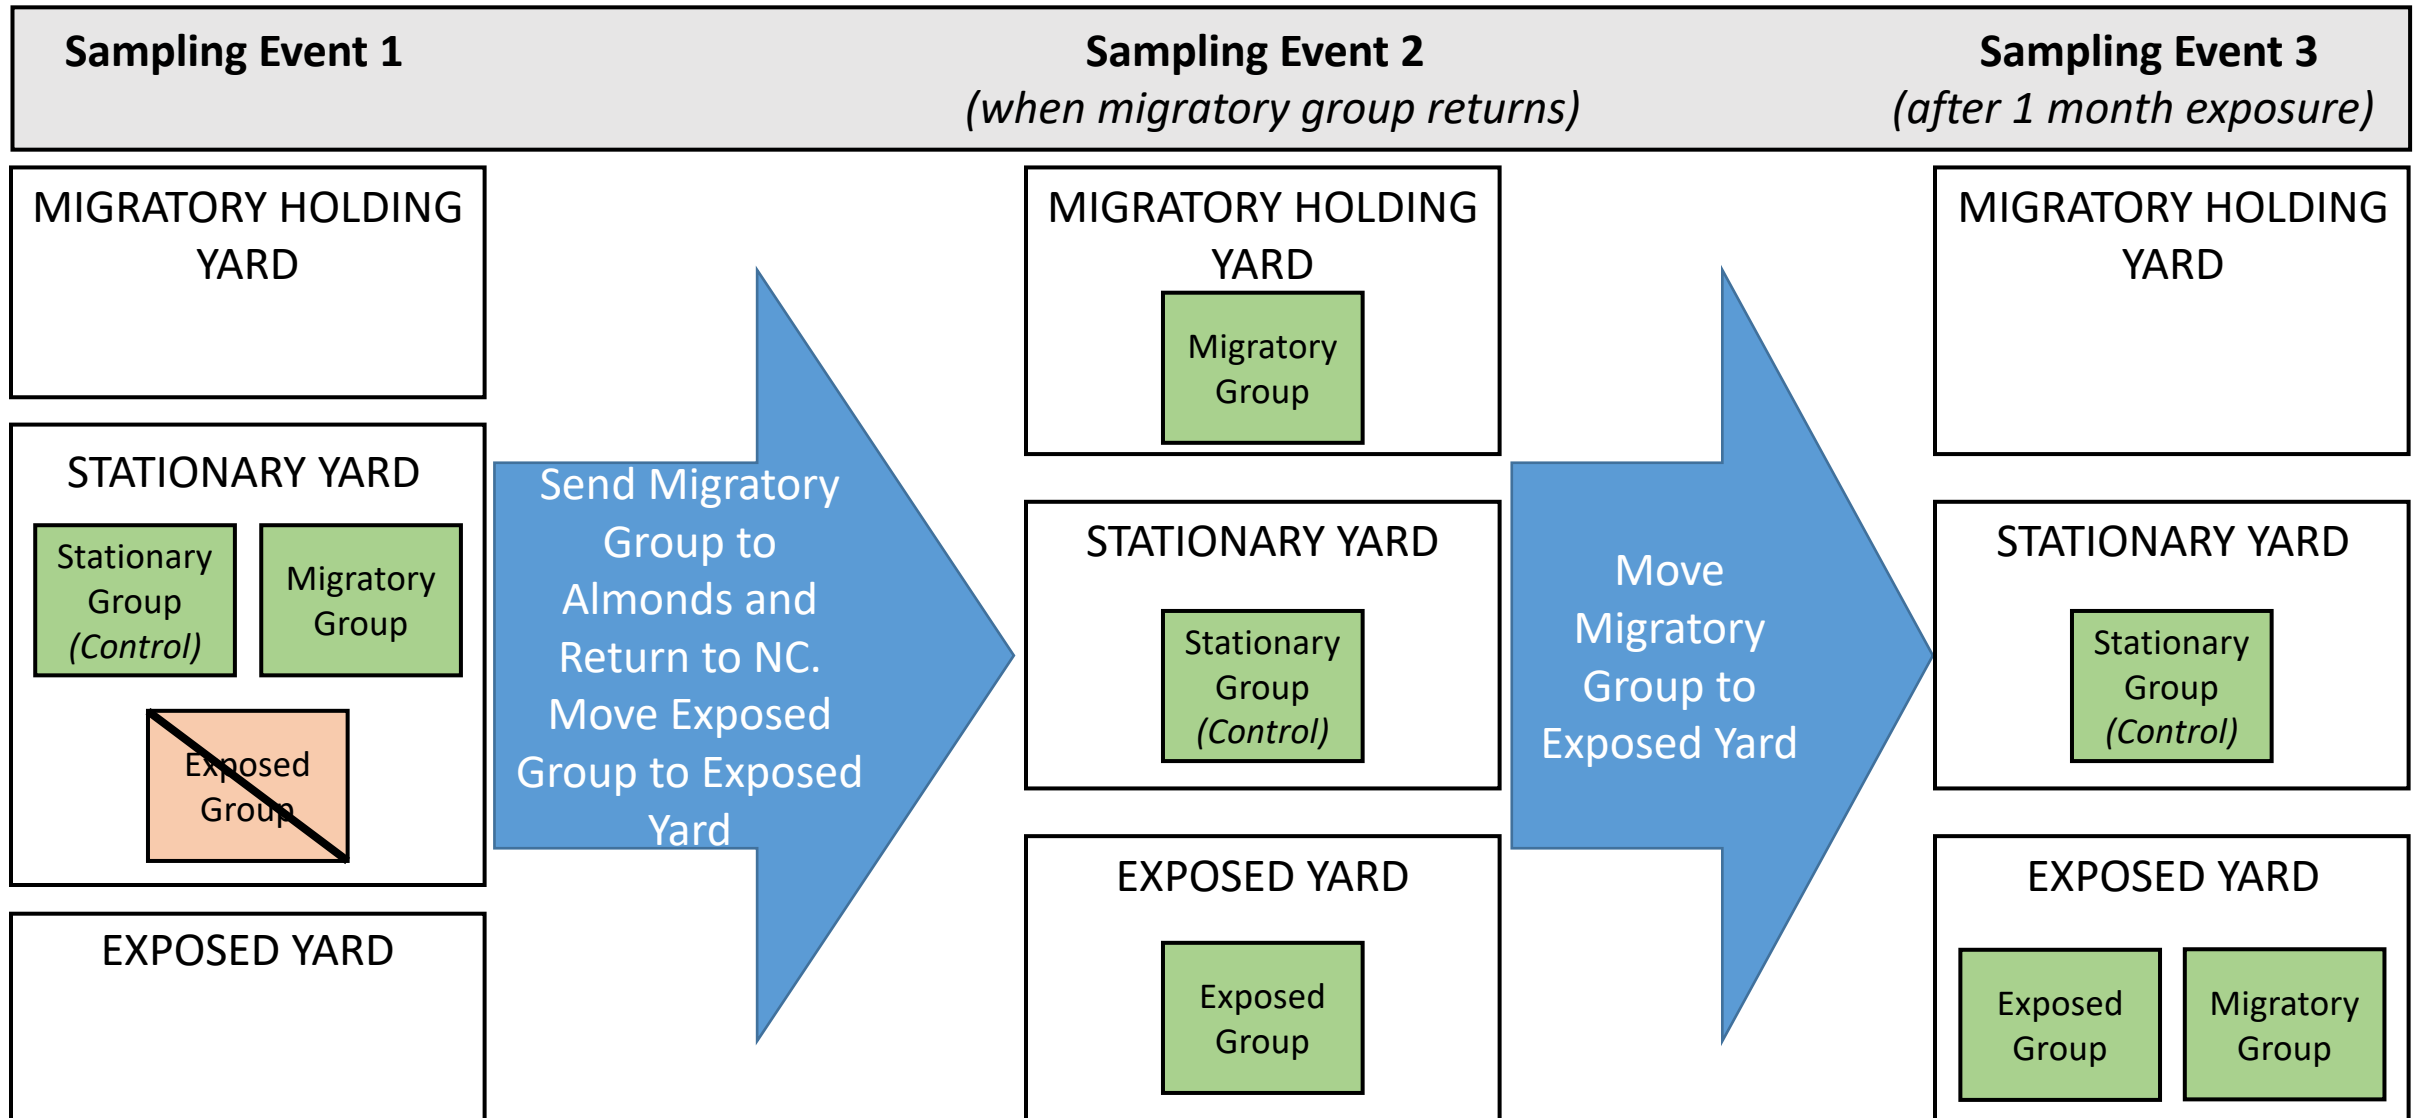 Sampling Event 1
Sampling Event 2
(when migratory group returns)
Sampling Event 3
(after 1 month exposure)
MIGRATORY HOLDING
YARD
STATIONARY YARD
Stationary
Group
(Control)
Migratory
Group
Exposed
Group
EXPOSED YARD
Send Migratory
Group to
Almonds and
Return to NC.
Move Exposed
Group to Exposed
Yard
MIGRATORY HOLDING
YARD
Migratory
Group
STATIONARY YARD
Stationary
Group
(Control)
EXPOSED YARD
Exposed
Group
Move
Migratory
Group to
Exposed Yard
MIGRATORY HOLDING
YARD
STATIONARY YARD
Stationary
Group
(Control)
EXPOSED YARD
Exposed
Group
Migratory
Group